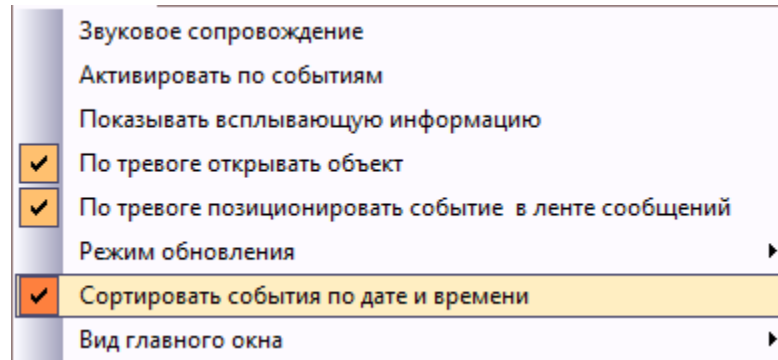 Звуковое сопровождение
Активировать по событиям
Показывать всплывающую информацию
По тревоге открывать объект
По тревоге позиционировать событие  в ленте сообщений
Режим обновления
Сортировать события по дате и времени
Вид главного окна